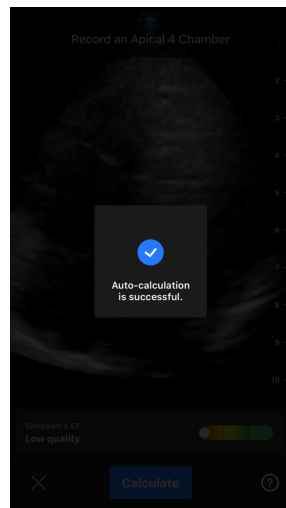 Record an Apical 4 Chamber
1
2
3
4
5
6
7
Auto-calculation
is successful.
8
9
10
Simpson's EF
Low quality
Calculate
?